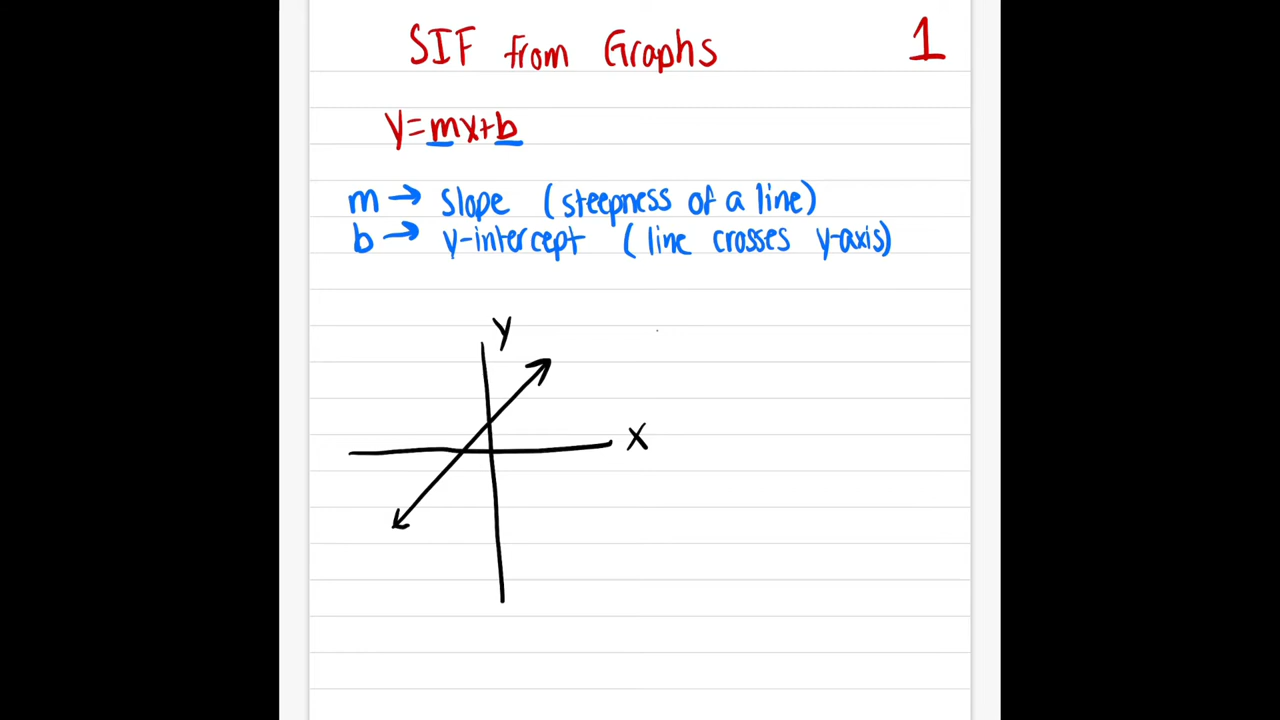 SIF from Graphs 1
y=mx+b
m → slope (steepness of a line)
b → y-intercept (line crosses y-axis)
y
x